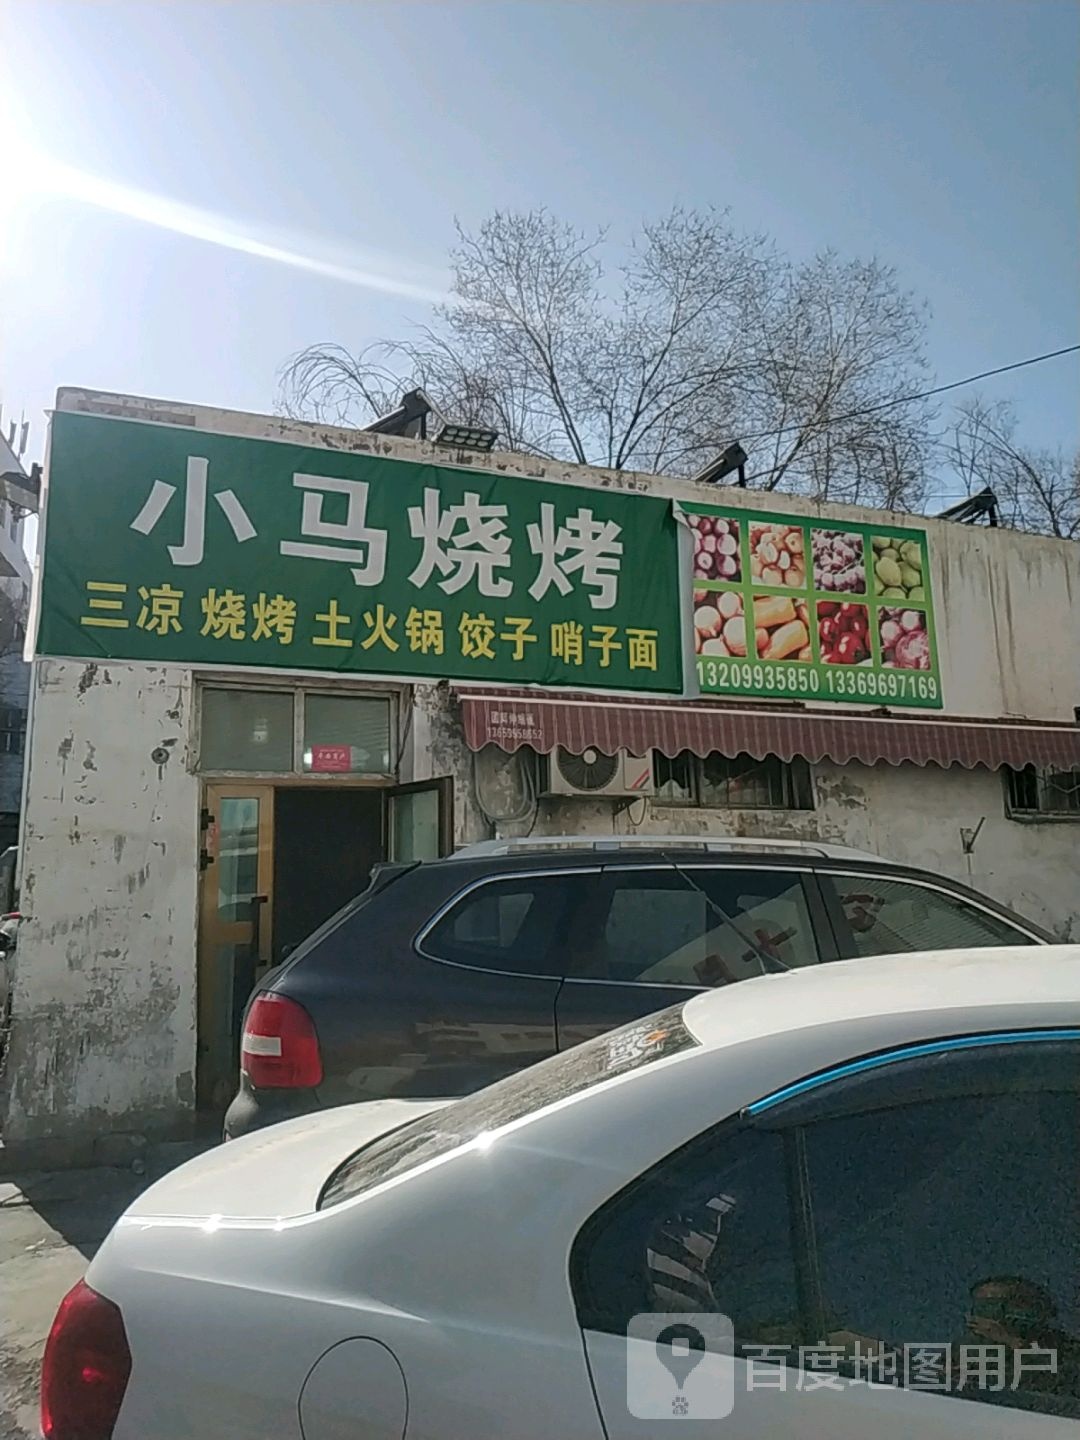 小马烧烤
三凉 烧烤 土火锅 饺子 哨子面
13209935850 13369697169
百度地图用户